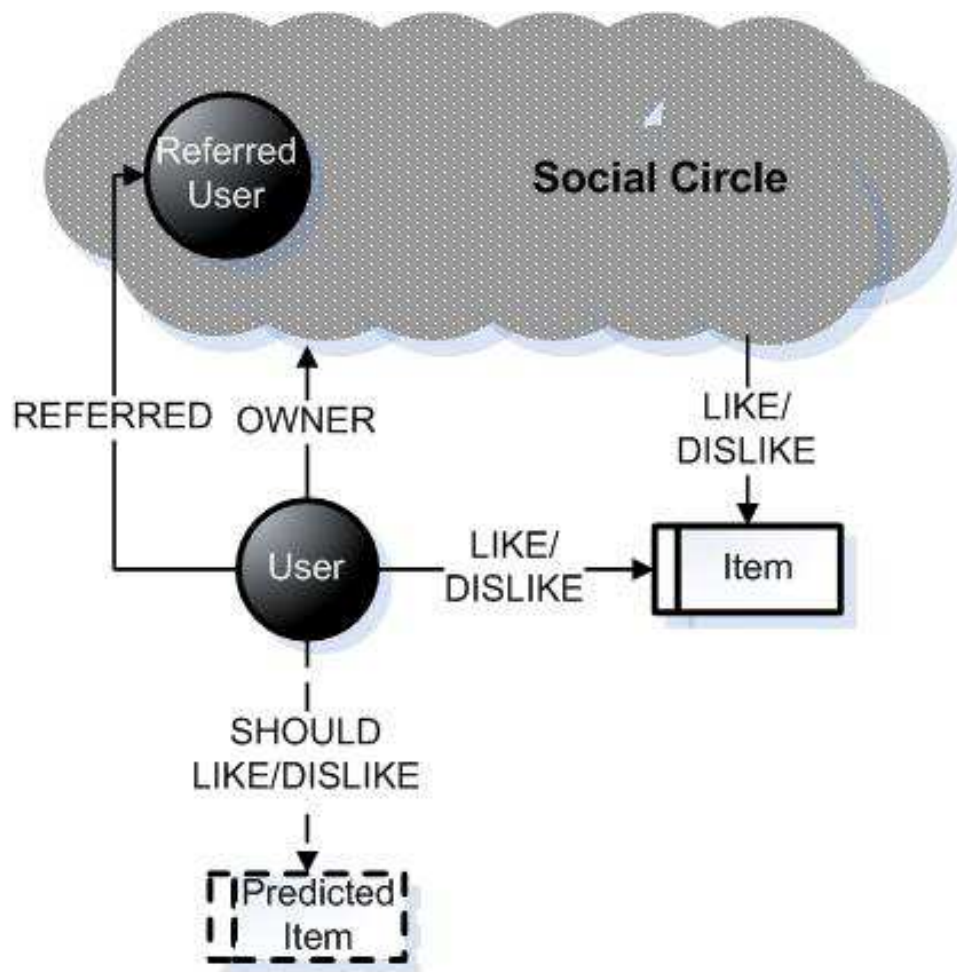 Referred
User
Social Circle
REFERRED
OWNER
LIKE/
DISLIKE
User
LIKE/
DISLIKE
Item
SHOULD
LIKE/DISLIKE
Predicted
Item